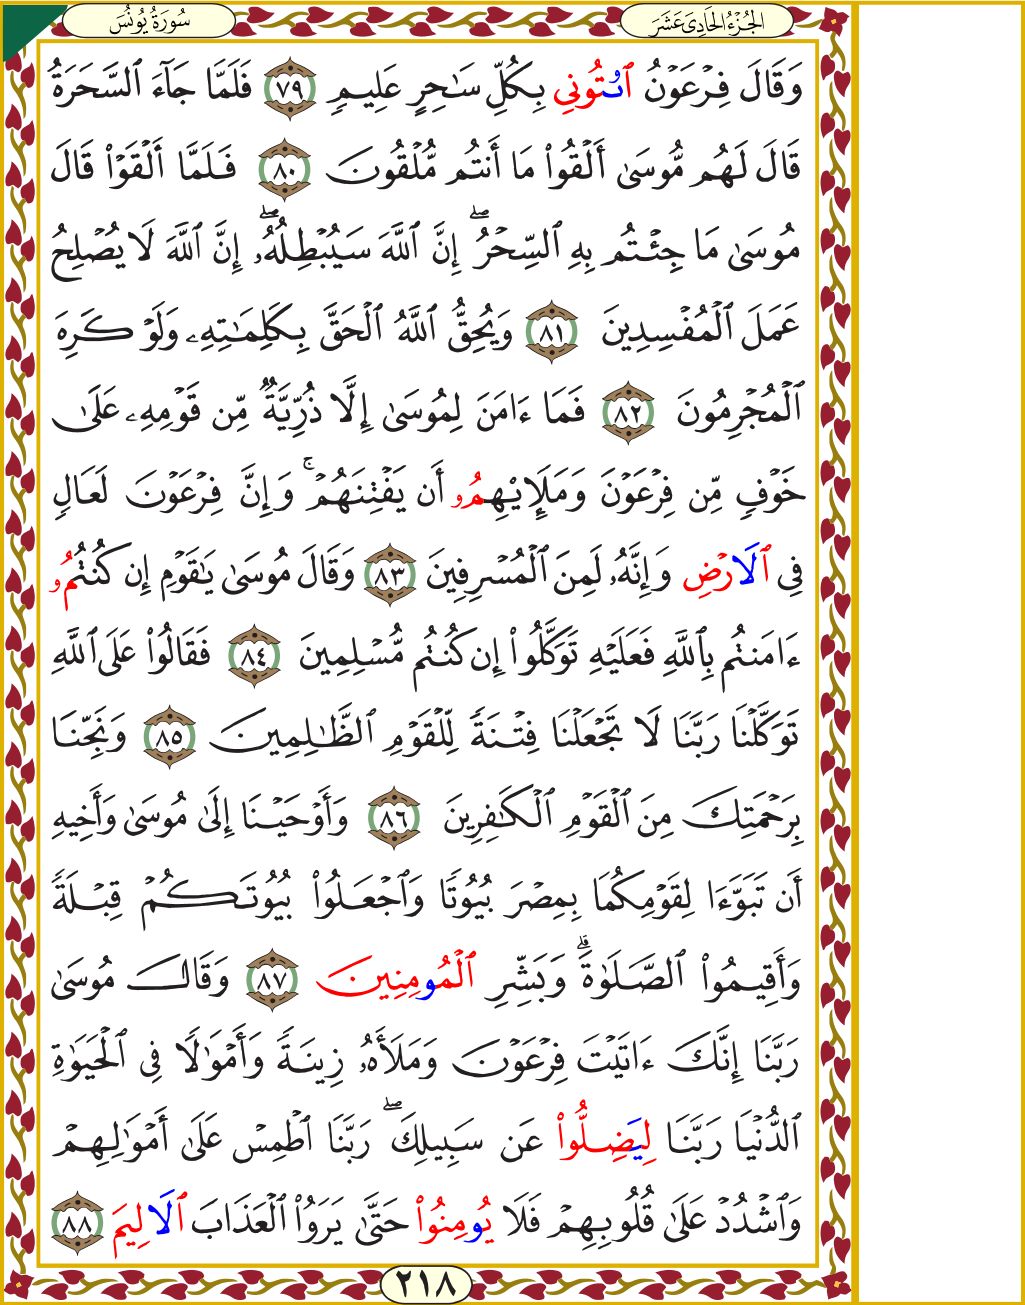 الجُزْءُ الحَادِيَ عَشَرَ
سُورَةُ يُونُسَ
وَقَالَ فِرْعَوْنُ ٱئْتُونِي بِكُلِّ سَٰحِرٍ عَلِيمٖ ٧٩ فَلَمَّا جَآءَ ٱلسَّحَرَةُ
قَالَ لَهُم مُّوسَىٰٓ أَلْقُواْ مَآ أَنتُم مُّلْقُونَ ٨٠ فَلَمَّآ أَلْقَوْاْ قَالَ
مُوسَىٰ مَا جِئْتُم بِهِ ٱلسِّحْرُۖ إِنَّ ٱللَّهَ سَيُبْطِلُهُۥٓۖ إِنَّ ٱللَّهَ لَا يُصْلِحُ
عَمَلَ ٱلْمُفْسِدِينَ ٨١ وَيُحِقُّ ٱللَّهُ ٱلْحَقَّ بِكَلِمَٰتِهِۦ وَلَوْ كَرِهَ
ٱلْمُجْرِمُونَ ٨٢ فَمَآ ءَامَنَ لِمُوسَىٰٓ إِلَّا ذُرِّيَّةٞ مِّن قَوْمِهِۦ عَلَىٰ
خَوْفٖ مِّن فِرْعَوْنَ وَمَلَإِيْهِمُۥٓ أَن يَفْتِنَهُمْۚ وَإِنَّ فِرْعَوْنَ لَعَالٖ
فِي ٱلَارْضِ وَإِنَّهُۥ لَمِنَ ٱلْمُسْرِفِينَ ٨٣ وَقَالَ مُوسَىٰ يَٰقَوْمِ إِن كُنتُمُۥٓ
ءَامَنتُم بِٱللَّهِ فَعَلَيْهِ تَوَكَّلُوٓاْ إِن كُنتُم مُّسْلِمِينَ ٨٤ فَقَالُواْ عَلَى ٱللَّهِ
تَوَكَّلْنَا رَبَّنَا لَا تَجْعَلْنَا فِتْنَةٗ لِّلْقَوْمِ ٱلظَّٰلِمِينَ ٨٥ وَنَجِّنَا
بِرَحْمَتِكَ مِنَ ٱلْقَوْمِ ٱلْكَٰفِرِينَ ٨٦ وَأَوْحَيْنَآ إِلَىٰ مُوسَىٰ وَأَخِيهِ
أَن تَبَوَّءَا لِقَوْمِكُمَا بِمِصْرَ بُيُوتٗا وَٱجْعَلُواْ بُيُوتَكُمْ قِبْلَةٗ
وَأَقِيمُواْ ٱلصَّلَوٰةَۗ وَبَشِّرِ ٱلْمُومِنِينَ ٨٧ وَقَالَ مُوسَىٰ
رَبَّنَآ إِنَّكَ ءَاتَيْتَ فِرْعَوْنَ وَمَلَأَهُۥ زِينَةٗ وَأَمْوَٰلٗا فِي ٱلْحَيَوٰةِ
ٱلدُّنْيَا رَبَّنَا لِيَضِلُّواْ عَن سَبِيلِكَۖ رَبَّنَا ٱطْمِسْ عَلَىٰٓ أَمْوَٰلِهِمْ
وَٱشْدُدْ عَلَىٰ قُلُوبِهِمْ فَلَا يُومِنُواْ حَتَّىٰ يَرَوُاْ ٱلْعَذَابَ ٱلَالِيمَ ٨٨
٢١٨